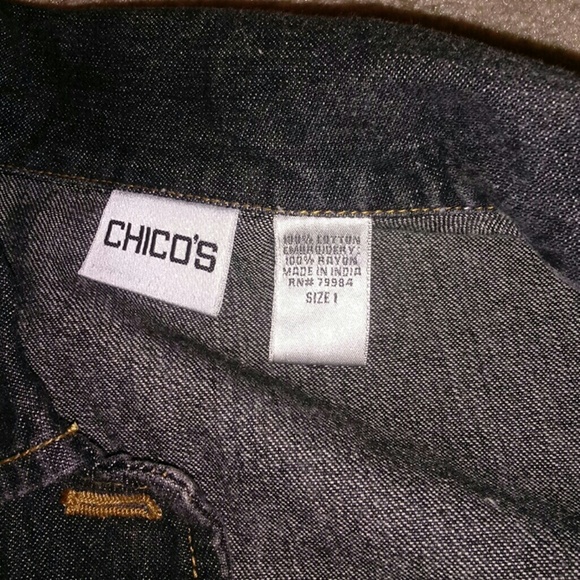 CHICO'S
100% COTTON
EMBROIDERY:
100% RAYON
MADE IN INDIA
RN# 79984
SIZE 1